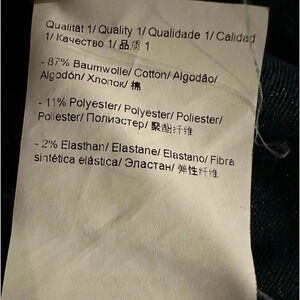 Qualität 1/ Quality 1/ Qualidade 1/ Calidad
1/ Качество 1/ 品质 1
- 87% Baumwolle/ Cotton/ Algodão/
Algodón/ Хлопок/ 棉
- 11% Polyester/ Polyester/ Poliester/
Poliester/ Полиэстер/ 聚酯纤维
- 2% Elasthan/ Elastane/ Elastano/ Fibra
sintética elástica/ Эластан/ 弹性纤维